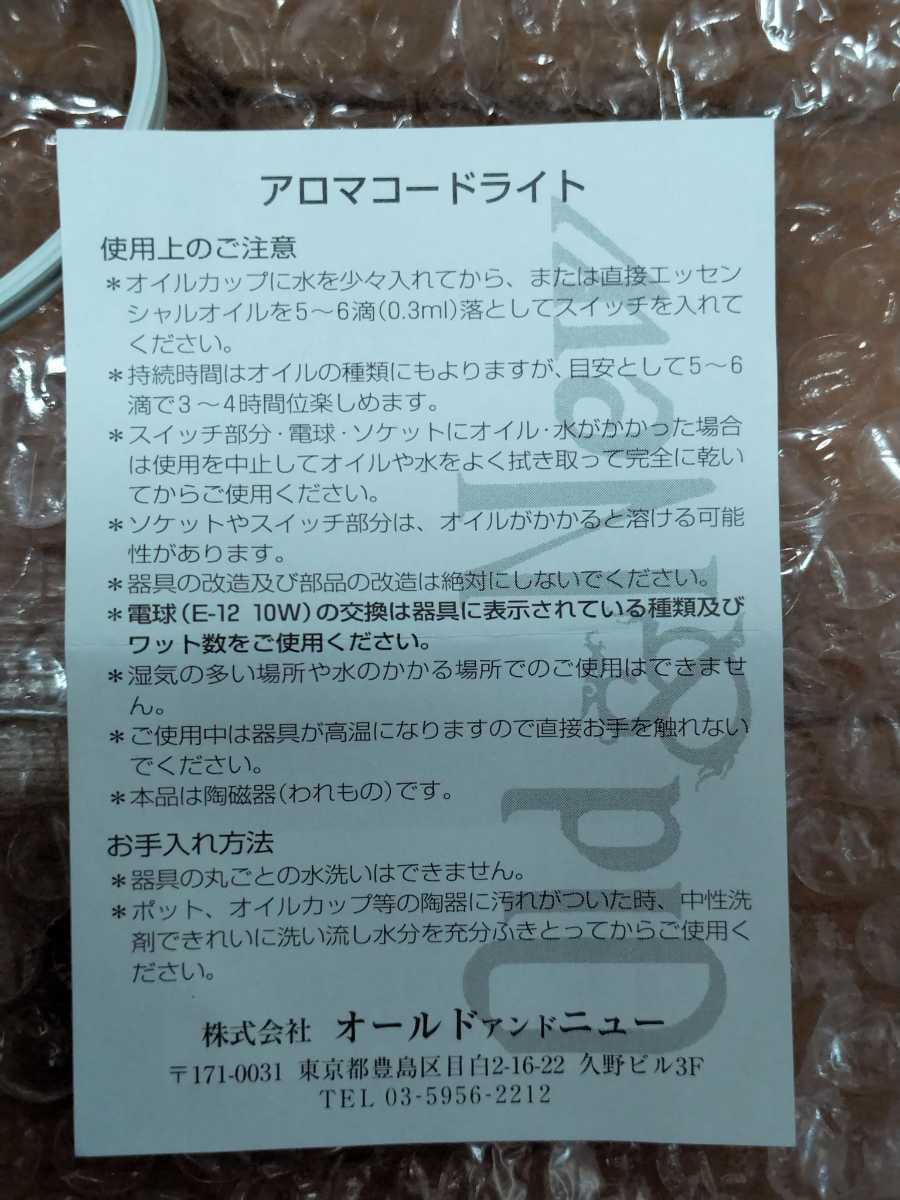 アロマコードライト
使用上のご注意
＊オイルカップに水を少々入れてから、または直接エッセン
シャルオイルを5～6滴(0.3ml)落としてスイッチを入れて
ください。
＊持続時間はオイルの種類にもよりますが、目安として5～6
滴で3～4時間位楽しめます。
＊スイッチ部分・電球・ソケットにオイル・水がかかった場合
は使用を中止してオイルや水をよく拭き取って完全に乾い
てからご使用ください。
＊ソケットやスイッチ部分は、オイルがかかると溶ける可能
性があります。
＊器具の改造及び部品の改造は絶対にしないでください。
＊電球(E-12 10W)の交換は器具に表示されている種類及び
ワット数をご使用ください。
＊湿気の多い場所や水のかかる場所でのご使用はできませ
ん。
＊ご使用中は器具が高温になりますので直接お手を触れない
でください。
＊本品は陶磁器(われもの)です。
お手入れ方法
＊器具の丸ごとの水洗いはできません。
＊ポット、オイルカップ等の陶器に汚れがついた時、中性洗
剤できれいに洗い流し水分を充分ふきとってからご使用く
ださい。
株式会社 オールドアンドニュー
〒171-0031 東京都豊島区目白2-16-22 久野ビル3F
TEL 03-5956-2212
Old & New